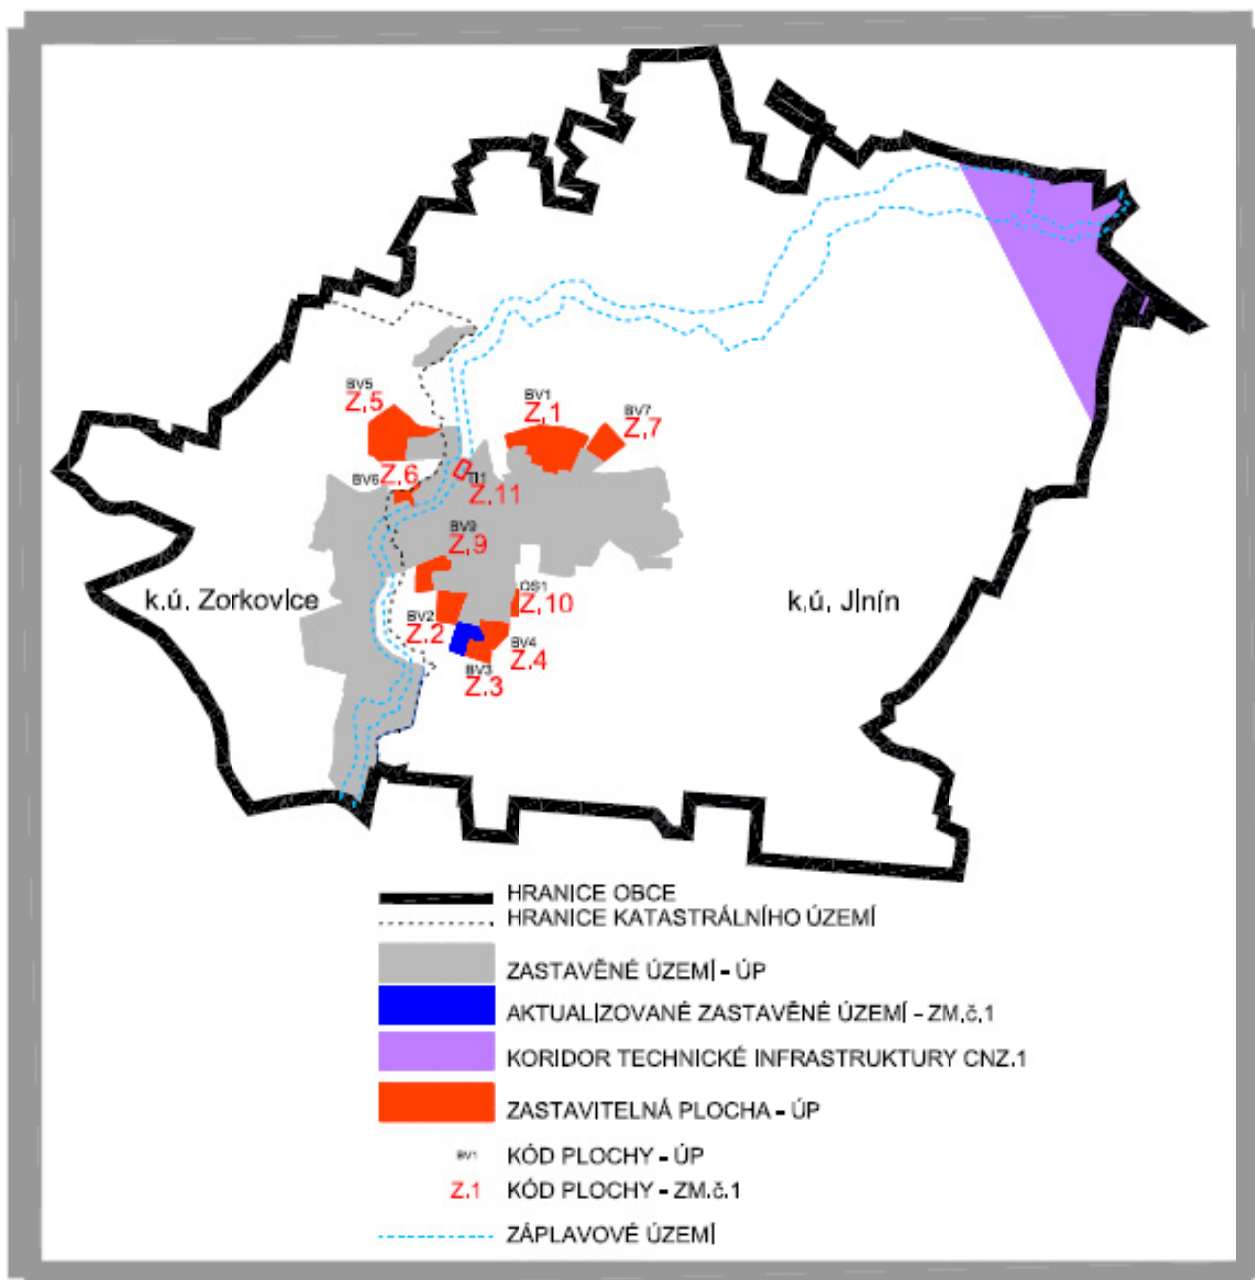 BV5
Z.5
BV1
Z.1
BV7
Z.7
BV6
Z.6
TI1
Z.11
BV9
Z.9
k.ú. Zorkovice
OS1
Z.10
k.ú. Jinín
BV2
Z.2
BV4
Z.4
BV3
Z.3
HRANICE OBCE
HRANICE KATASTRÁLNÍHO ÚZEMÍ
ZASTAVĚNÉ ÚZEMÍ - ÚP
AKTUALIZOVANÉ ZASTAVĚNÉ ÚZEMÍ - ZM.č.1
KORIDOR TECHNICKÉ INFRASTRUKTURY CNZ.1
ZASTAVITELNÁ PLOCHA - ÚP
BV1 KÓD PLOCHY - ÚP
Z.1 KÓD PLOCHY - ZM.č.1
ZÁPLAVOVÉ ÚZEMÍ